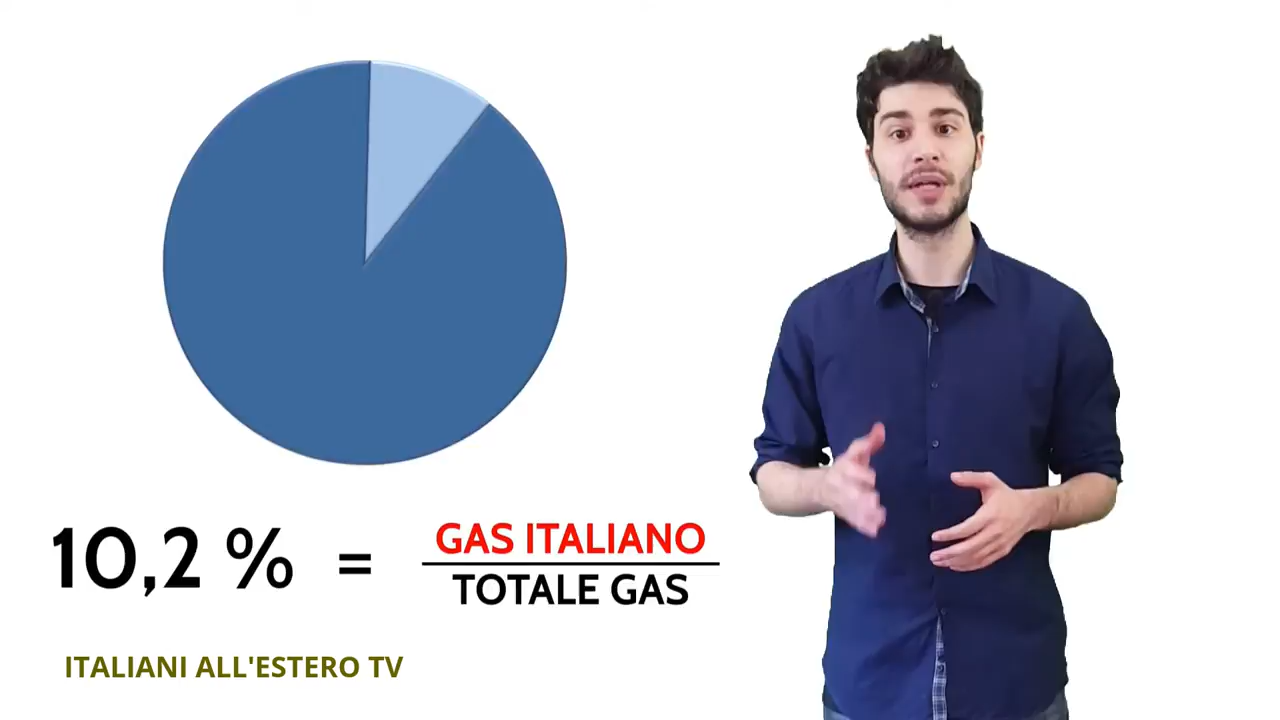 10,2 % = GAS ITALIANO
TOTALE GAS
ITALIANI ALL'ESTERO TV